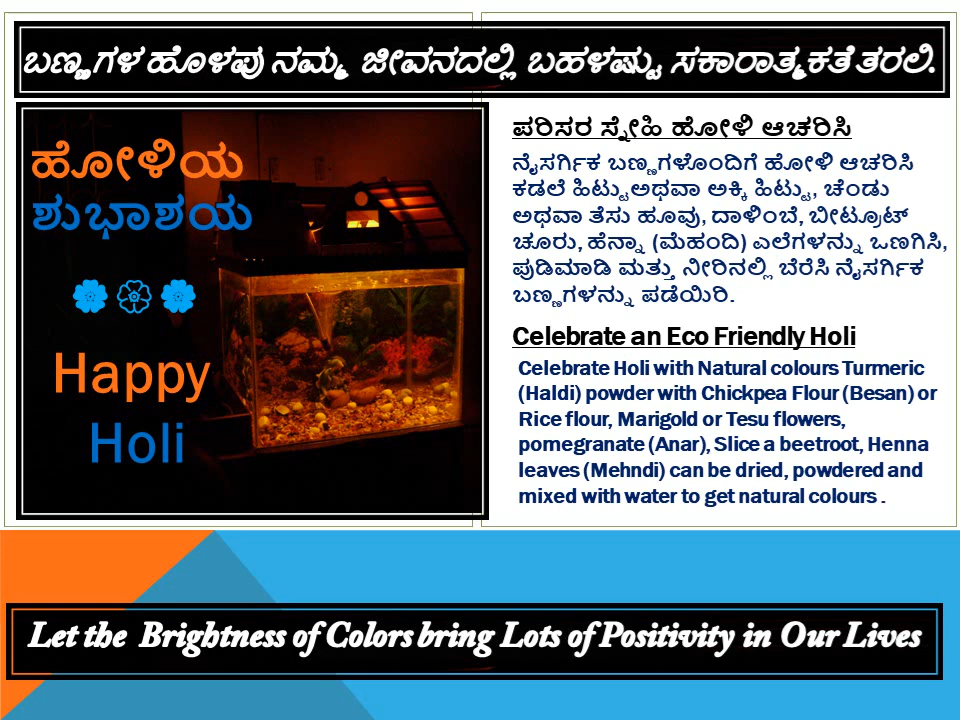 ಬಣ್ಣಗಳ ಹೊಳಪು ನಮ್ಮ ಜೀವನದಲ್ಲಿ ಬಹಳಷ್ಟು ಸಕಾರಾತ್ಮಕತೆ ತರಲಿ.
ಹೋಳಿಯ
ಶುಭಾಶಯ
Happy
Holi
ಪರಿಸರ ಸ್ನೇಹಿ ಹೋಳಿ ಆಚರಿಸಿ
ನೈಸರ್ಗಿಕ ಬಣ್ಣಗಳೊಂದಿಗೆ ಹೋಳಿ ಆಚರಿಸಿ
ಕಡಲೆ ಹಿಟ್ಟು ಅಥವಾ ಅಕ್ಕಿ ಹಿಟ್ಟು, ಚೆಂಡು
ಅಥವಾ ತೆಸು ಹೂವು, ದಾಳಿಂಬೆ, ಬೀಟ್ರೂಟ್
ಚೂರು, ಹೆನ್ನಾ (ಮೆಹಂದಿ) ಎಲೆಗಳನ್ನು ಒಣಗಿಸಿ,
ಪುಡಿಮಾಡಿ ಮತ್ತು ನೀರಿನಲ್ಲಿ ಬೆರೆಸಿ ನೈಸರ್ಗಿಕ
ಬಣ್ಣಗಳನ್ನು ಪಡೆಯಿರಿ.
Celebrate an Eco Friendly Holi
Celebrate Holi with Natural colours Turmeric
(Haldi) powder with Chickpea Flour (Besan) or
Rice flour, Marigold or Tesu flowers,
pomegranate (Anar), Slice a beetroot, Henna
leaves (Mehndi) can be dried, powdered and
mixed with water to get natural colours .
Let the Brightness of Colors bring Lots of Positivity in Our Lives